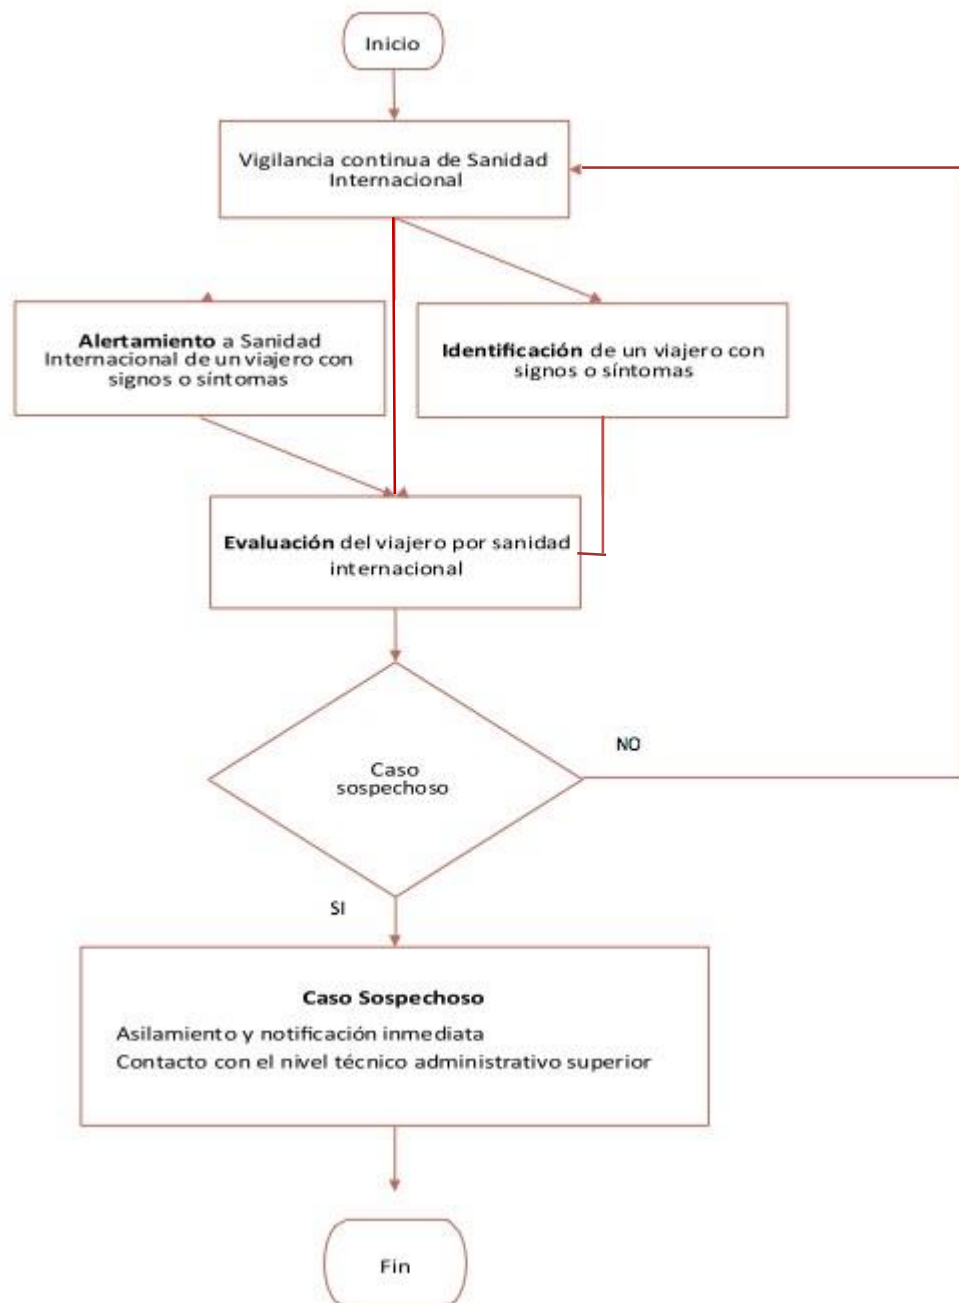 Inicio
Vigilancia continua de Sanidad
Internacional
Alertamiento a Sanidad
Internacional de un viajero con
signos o síntomas
Identificación de un viajero con
signos o síntomas
Evaluación del viajero por sanidad
internacional
Caso
sospechoso
NO
SI
Caso Sospechoso
Asilamiento y notificación inmediata
Contacto con el nivel técnico administrativo superior
Fin